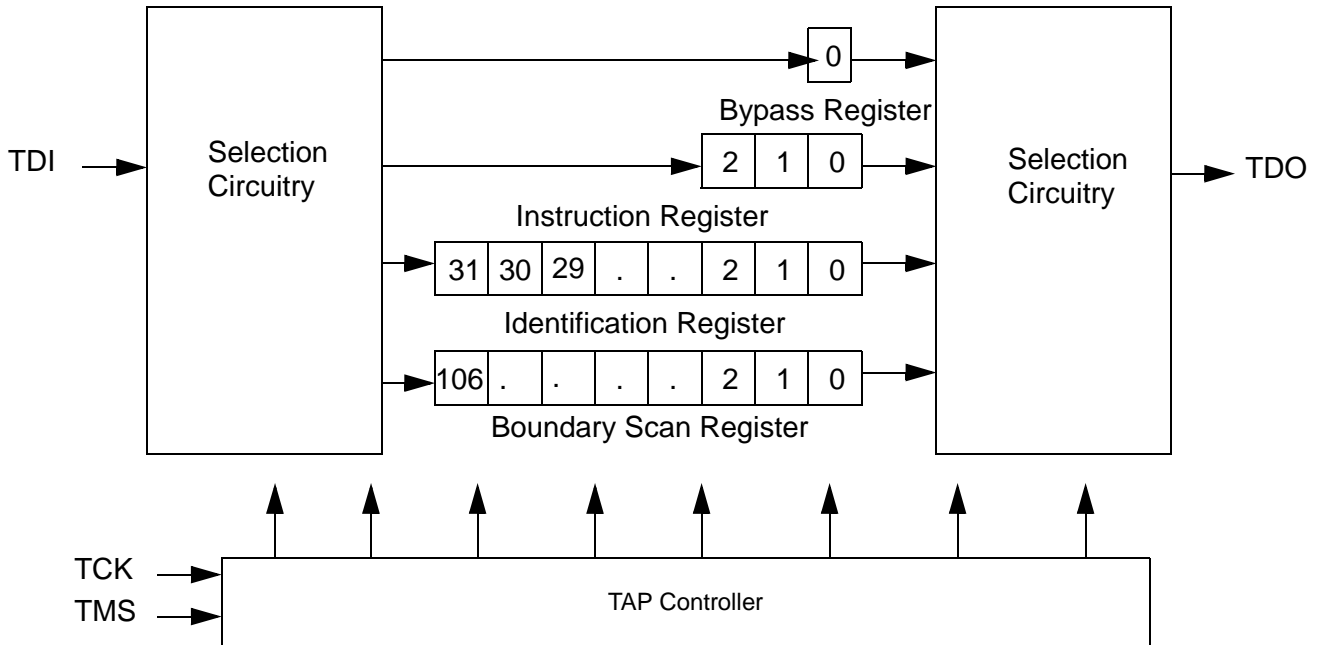 0
Bypass Register
TDI
Selection
Circuitry
2 1 0
Selection
Circuitry
TDO
Instruction Register
31 30 29 . . 2 1 0
Identification Register
106 . . . . 2 1 0
Boundary Scan Register
TCK
TMS
TAP Controller